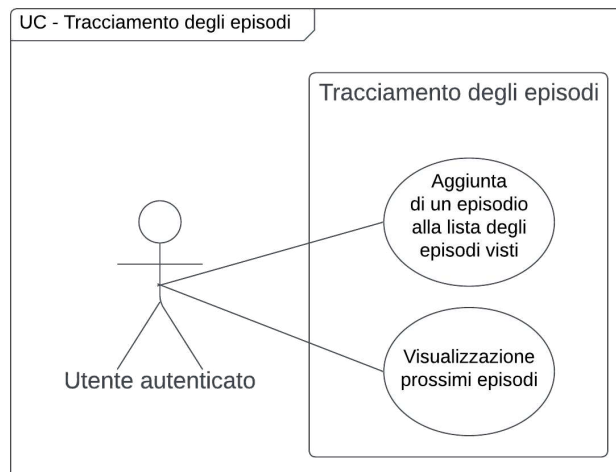 UC - Tracciamento degli episodi
Tracciamento degli episodi
Aggiunta
di un episodio
alla lista degli
episodi visti
Visualizzazione
prossimi episodi
Utente autenticato